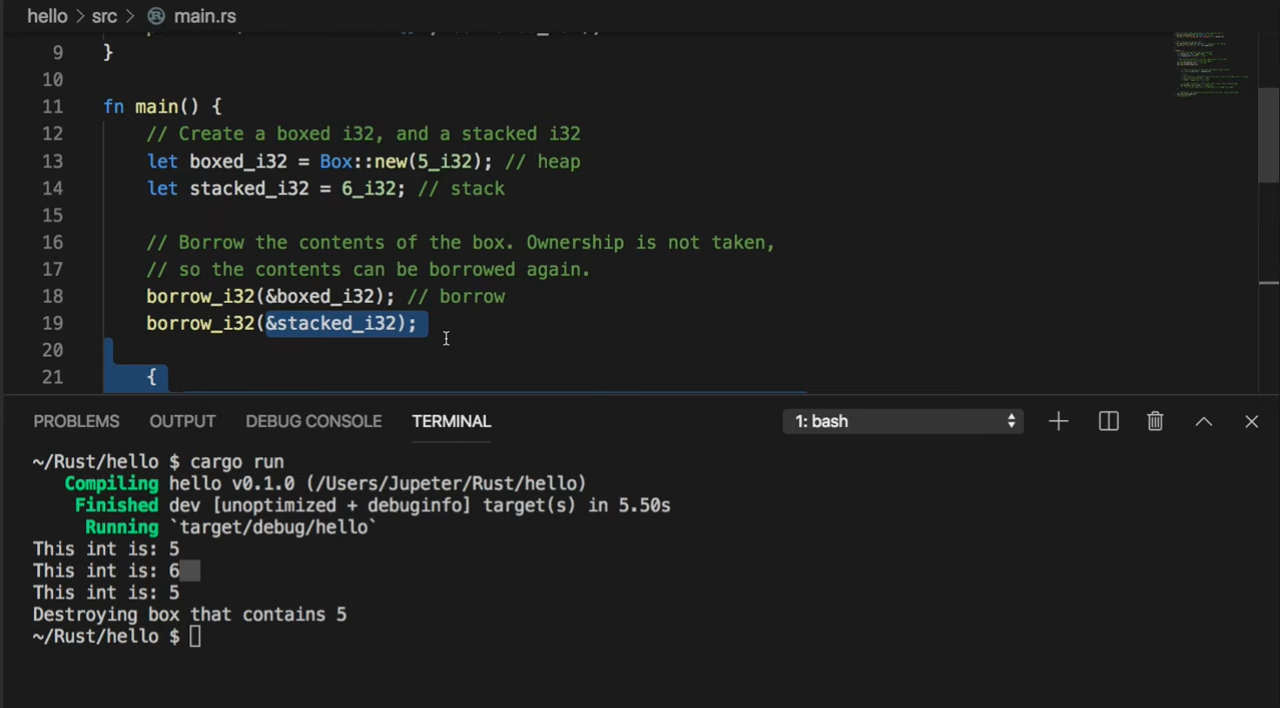 hello > src > main.rs
9 }
10
11 fn main() {
12 // Create a boxed i32, and a stacked i32
13 let boxed_i32 = Box::new(5_i32); // heap
14 let stacked_i32 = 6_i32; // stack
15
16 // Borrow the contents of the box. Ownership is not taken,
17 // so the contents can be borrowed again.
18 borrow_i32(&boxed_i32); // borrow
19 borrow_i32(&stacked_i32);
20
21 {
PROBLEMS OUTPUT DEBUG CONSOLE TERMINAL 1: bash
~/Rust/hello $ cargo run
Compiling hello v0.1.0 (/Users/Jupeter/Rust/hello)
Finished dev [unoptimized + debuginfo] target(s) in 5.50s
Running `target/debug/hello`
This int is: 5
This int is: 6
This int is: 5
Destroying box that contains 5
~/Rust/hello $